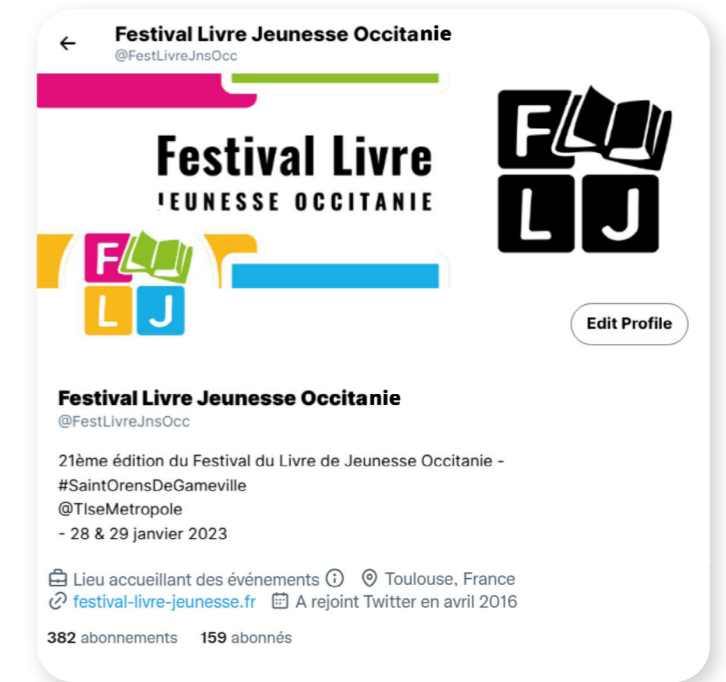 Festival Livre Jeunesse Occitanie
@FestLivreJnsOcc
Festival Livre
JEUNESSE OCCITANIE
F
L J
F
L J
Edit Profile
Festival Livre Jeunesse Occitanie
@FestLivreJnsOcc
21ème édition du Festival du Livre de Jeunesse Occitanie -
#SaintOrensDeGameville
@TlseMetropole
- 28 & 29 janvier 2023
Lieu accueillant des événements Toulouse, France
festival-livre-jeunesse.fr A rejoint Twitter en avril 2016
382 abonnements 159 abonnés